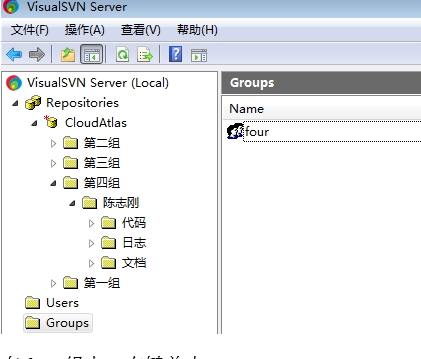 VisualSVN Server
文件(F) 操作(A) 查看(V) 帮助(H)
VisualSVN Server (Local)
Repositories
CloudAtlas
第二组
第三组
第四组
陈志刚
代码
日志
文档
第一组
Users
Groups
Groups
Name
four